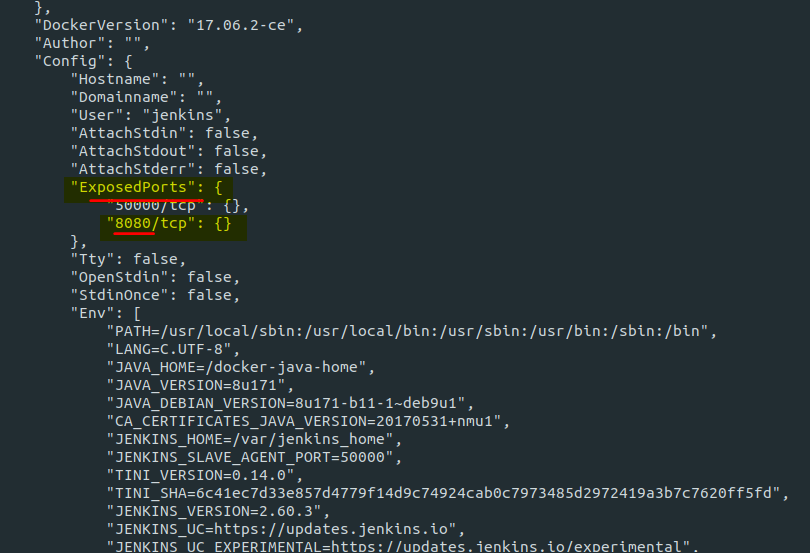 },
"DockerVersion": "17.06.2-ce",
"Author": "",
"Config": {
"Hostname": "",
"Domainname": "",
"User": "jenkins",
"AttachStdin": false,
"AttachStdout": false,
"AttachStderr": false,
"ExposedPorts": {
"50000/tcp": {},
"8080/tcp": {}
},
"Tty": false,
"OpenStdin": false,
"StdinOnce": false,
"Env": [
"PATH=/usr/local/sbin:/usr/local/bin:/usr/sbin:/usr/bin:/sbin:/bin",
"LANG=C.UTF-8",
"JAVA_HOME=/docker-java-home",
"JAVA_VERSION=8u171",
"JAVA_DEBIAN_VERSION=8u171-b11-1~deb9u1",
"CA_CERTIFICATES_JAVA_VERSION=20170531+nmu1",
"JENKINS_HOME=/var/jenkins_home",
"JENKINS_SLAVE_AGENT_PORT=50000",
"TINI_VERSION=0.14.0",
"TINI_SHA=6c41ec7d33e857d4779f14d9c74924cab0c7973485d2972419a3b7c7620ff5fd",
"JENKINS_VERSION=2.60.3",
"JENKINS_UC=https://updates.jenkins.io",
"JENKINS_UC_EXPERIMENTAL=https://updates.jenkins.io/experimental",